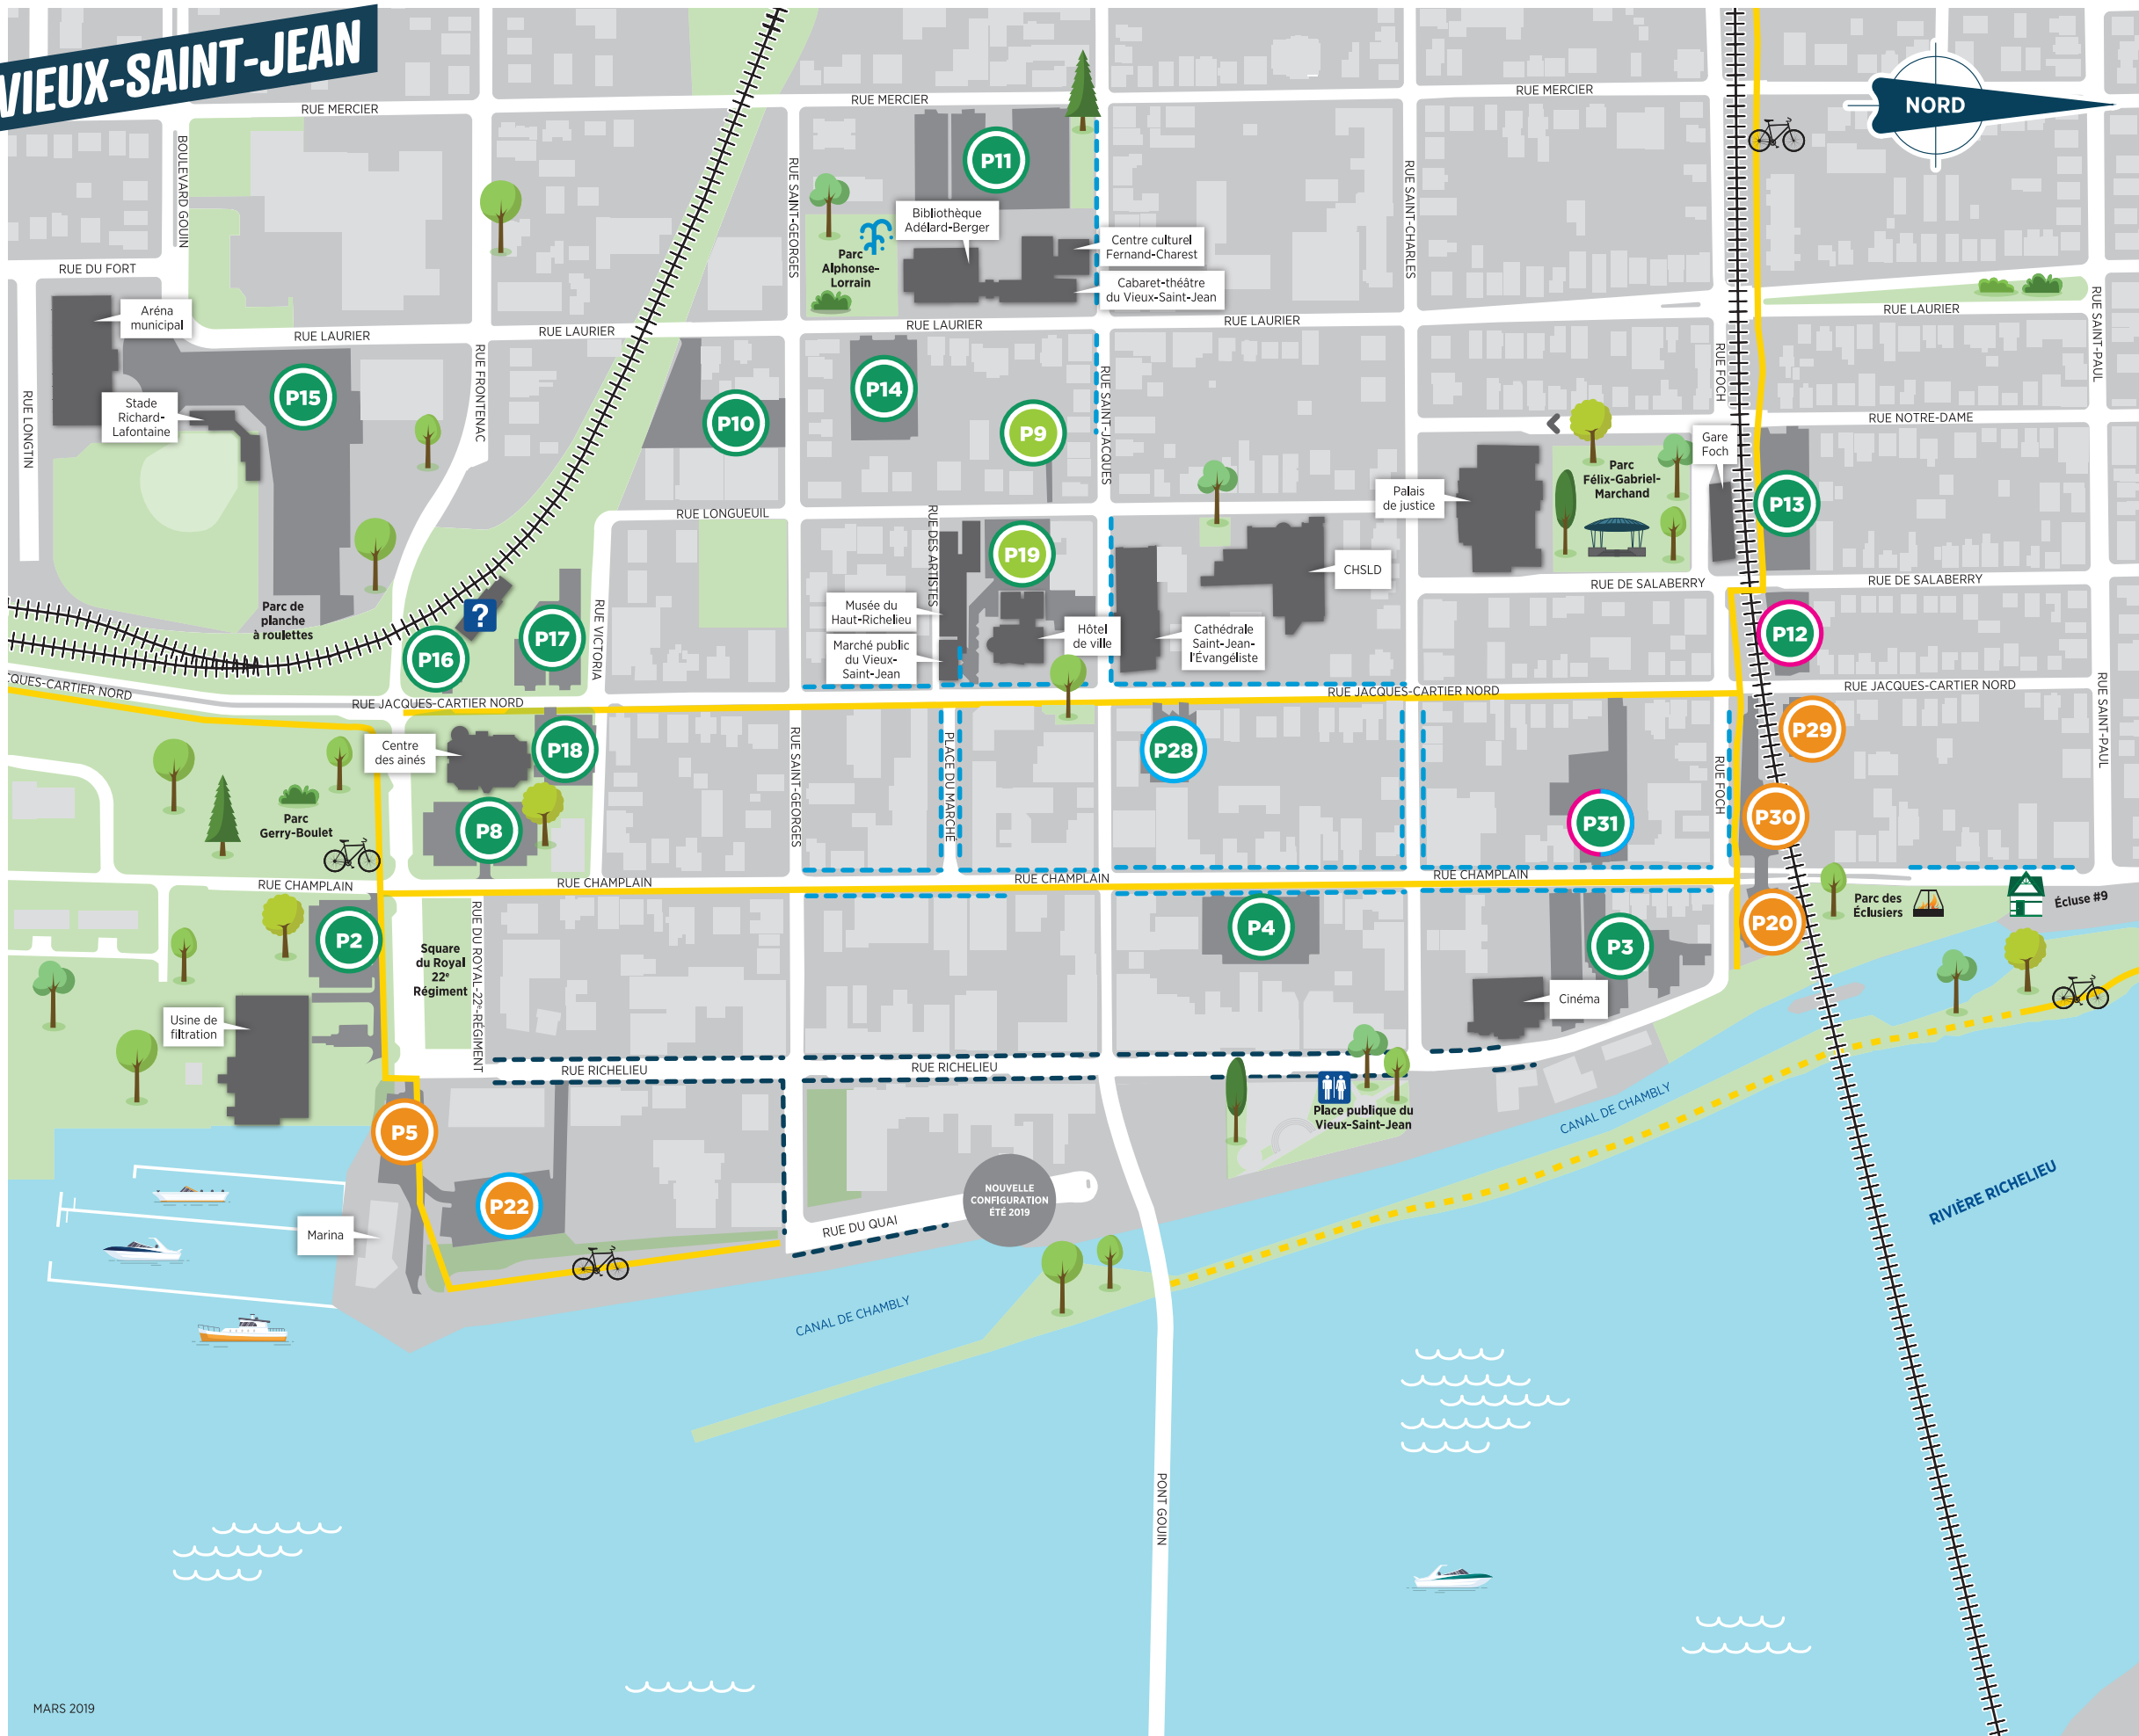 VIEUX-SAINT-JEAN
RUE MERCIER
RUE MERCIER
RUE MERCIER
NORD
BOULEVARD GOUIN
RUE SAINT-GEORGES
P11
RUE SAINT-CHARLES
Bibliothèque
Adélard-Berger
Centre culturel
Fernand-Charest
Parc
Alphonse-
Lorrain
Cabaret-théâtre
du Vieux-Saint-Jean
RUE DU FORT
Aréna
municipal
RUE LAURIER
RUE LAURIER
RUE LAURIER
RUE LAURIER
RUE LAURIER
RUE SAINT-PAUL
RUE LONGTIN
Stade
Richard-
Lafontaine
P15
RUE FRONTENAC
P10
P14
P9
RUE SAINT-JACQUES
RUE FOCH
RUE NOTRE-DAME
Gare
Foch
Parc
Félix-Gabriel-
Marchand
Palais
de justice
P13
RUE LONGUEUIL
RUE DES ARTISTES
P19
CHSLD
RUE DE SALABERRY
RUE DE SALABERRY
Parc de
planche
à roulettes
?
P16
P17
RUE VICTORIA
Musée du
Haut-Richelieu
Marché public
du Vieux-
Saint-Jean
Hôtel
de ville
Cathédrale
Saint-Jean-
l'Évangéliste
P12
CQUES-CARTIER NORD
RUE JACQUES-CARTIER NORD
RUE JACQUES-CARTIER NORD
RUE JACQUES-CARTIER NORD
RUE SAINT-PAUL
Centre
des ainés
P18
RUE SAINT-GEORGES
PLACE DU MARCHÉ
P28
RUE FOCH
P29
Parc
Gerry-Boulet
P8
P31
P30
RUE CHAMPLAIN
RUE CHAMPLAIN
RUE CHAMPLAIN
RUE CHAMPLAIN
Parc des
Éclusiers
Écluse #9
P2
Square
du Royal
22e
Régiment
RUE DU ROYAL-22e-RÉGIMENT
P4
P3
P20
Usine de
filtration
Cinéma
RUE RICHELIEU
RUE RICHELIEU
Place publique du
Vieux-Saint-Jean
CANAL DE CHAMBLY
P5
P22
NOUVELLE
CONFIGURATION
ÉTÉ 2019
RUE DU QUAI
Marina
RIVIÈRE RICHELIEU
CANAL DE CHAMBLY
PONT GOUIN
MARS 2019